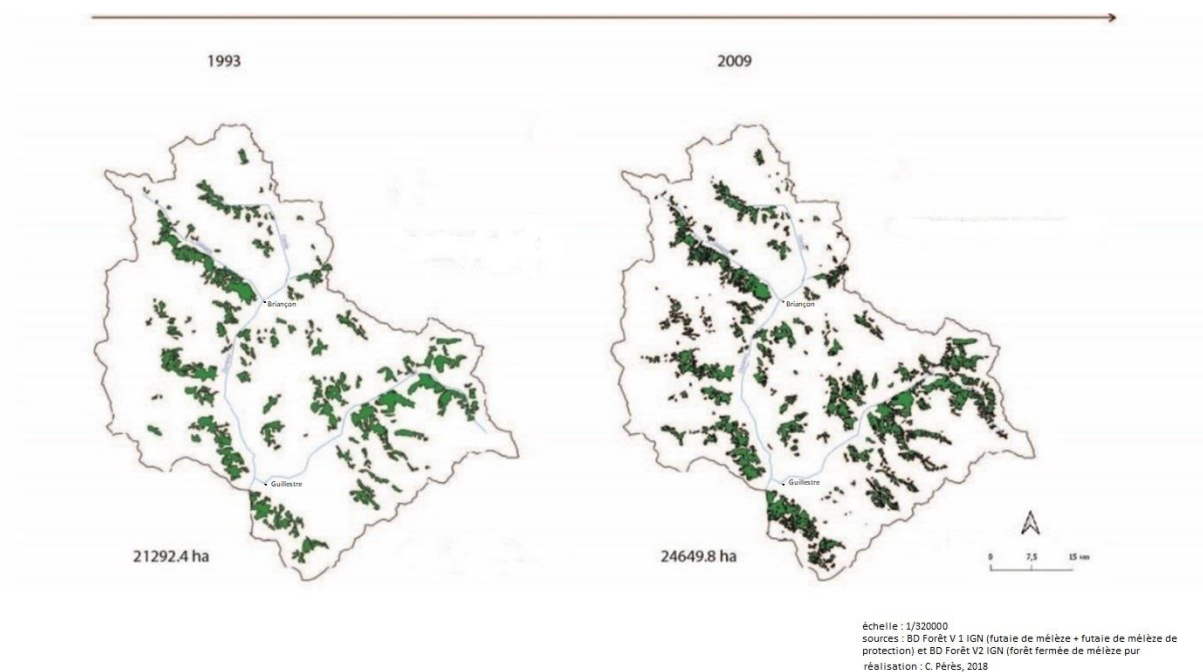 1993
2009
Briançon
Briançon
Guillestre
Guillestre
21292.4 ha
24649.8 ha
0 7,5 15 km
échelle : 1/320000
sources : BD Forêt V 1 IGN (futaie de mélèze + futaie de mélèze de
protection) et BD Forêt V2 IGN (forêt fermée de mélèze pur
réalisation : C. Pérès, 2018